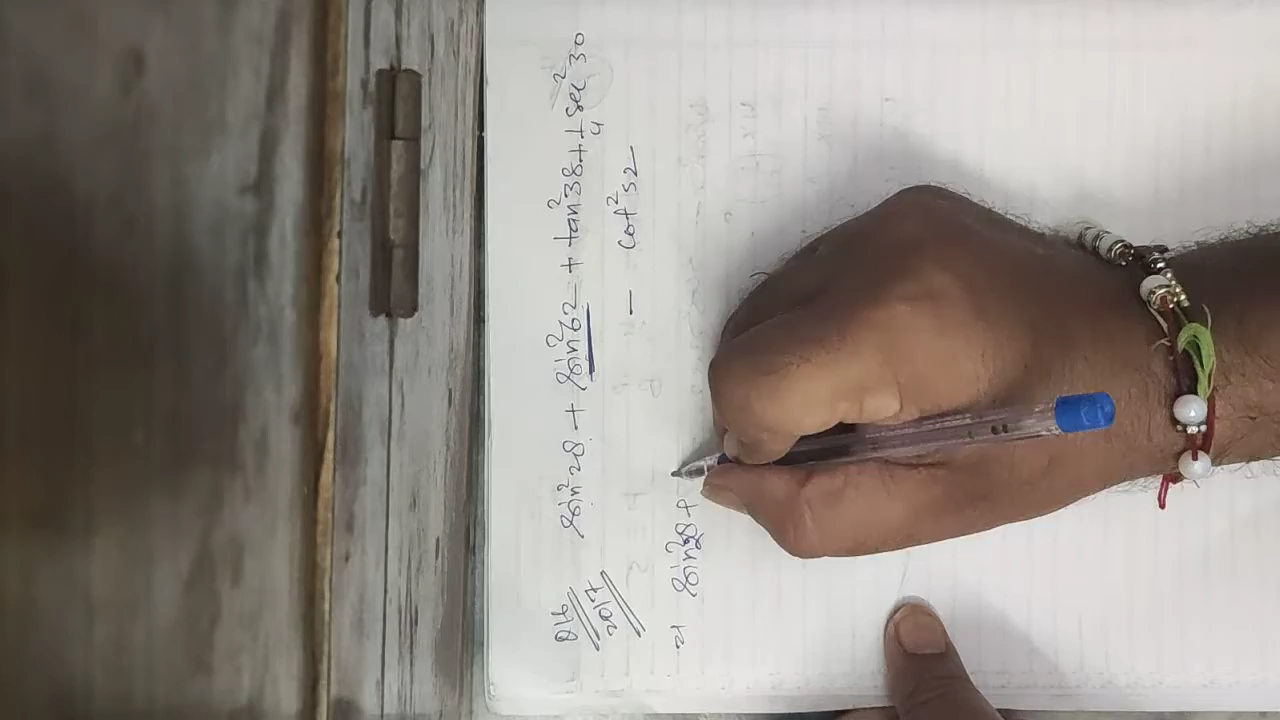 Q16 sin²28 + sin²62 + tan²38 + 1/4 sec²30
2017 — cot²52
⇒ sin²28 +